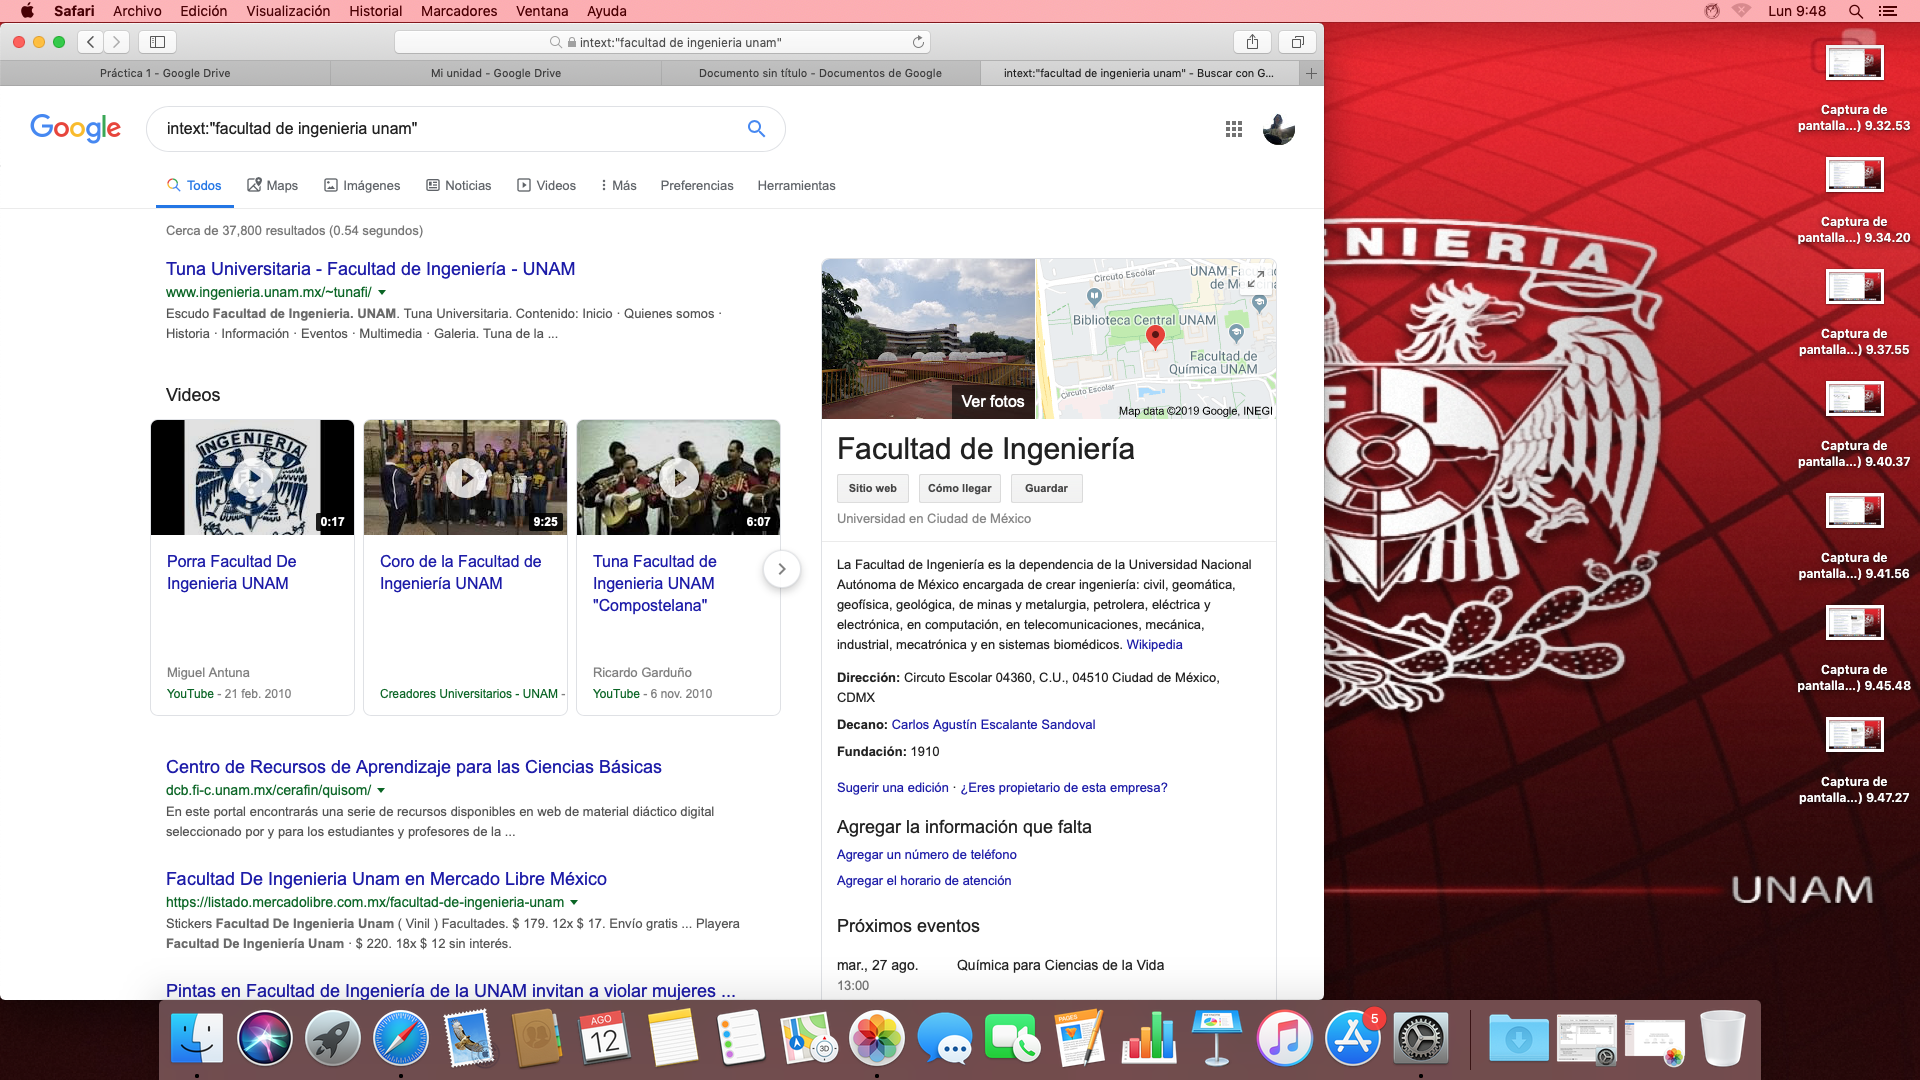 Safari Archivo Edición Visualización Historial Marcadores Ventana Ayuda Lun 9:48
intext:"facultad de ingenieria unam"
Práctica 1 - Google Drive
Mi unidad - Google Drive
Documento sin título - Documentos de Google
intext:"facultad de ingenieria unam" - Buscar con G...
Google
intext:"facultad de ingenieria unam"
Todos Maps Imágenes Noticias Videos Más Preferencias Herramientas
Cerca de 37,800 resultados (0.54 segundos)
Tuna Universitaria - Facultad de Ingeniería - UNAM
www.ingenieria.unam.mx/~tunafi/
Escudo Facultad de Ingenieria. UNAM. Tuna Universitaria. Contenido: Inicio · Quienes somos ·
Historia · Información · Eventos · Multimedia · Galeria. Tuna de la ...
Videos
INGENIERIA
0:17
9:25
6:07
Porra Facultad De
Ingenieria UNAM
Miguel Antuna
YouTube - 21 feb. 2010
Coro de la Facultad de
Ingeniería UNAM
Creadores Universitarios - UNAM -
Tuna Facultad de
Ingenieria UNAM
"Compostelana"
Ricardo Garduño
YouTube - 6 nov. 2010
Centro de Recursos de Aprendizaje para las Ciencias Básicas
dcb.fi-c.unam.mx/cerafin/quisom/
En este portal encontrarás una serie de recursos disponibles en web de material diáctico digital
seleccionado por y para los estudiantes y profesores de la ...
Facultad De Ingenieria Unam en Mercado Libre México
https://listado.mercadolibre.com.mx/facultad-de-ingenieria-unam
Stickers Facultad De Ingenieria Unam ( Vinil ) Facultades. $ 179. 12x $ 17. Envío gratis ... Playera
Facultad De Ingeniería Unam · $ 220. 18x $ 12 sin interés.
Pintas en Facultad de Ingeniería de la UNAM invitan a violar mujeres ...
Ver fotos
Circuito Escolar
UNAM
Biblioteca Central UNAM
Facultad de
Química UNAM
Circuito Escolar
Map data ©2019 Google, INEGI
Facultad de Ingeniería
Sitio web Cómo llegar Guardar
Universidad en Ciudad de México
La Facultad de Ingeniería es la dependencia de la Universidad Nacional
Autónoma de México encargada de crear ingeniería: civil, geomática,
geofísica, geológica, de minas y metalurgia, petrolera, eléctrica y
electrónica, en computación, en telecomunicaciones, mecánica,
industrial, mecatrónica y en sistemas biomédicos. Wikipedia
Dirección: Circuito Escolar 04360, C.U., 04510 Ciudad de México,
CDMX
Decano: Carlos Agustín Escalante Sandoval
Fundación: 1910
Sugerir una edición · ¿Eres propietario de esta empresa?
Agregar la información que falta
Agregar un número de teléfono
Agregar el horario de atención
Próximos eventos
mar., 27 ago. Química para Ciencias de la Vida
13:00
NIERIA
UNAM
Captura de
pantalla...) 9.32.53
Captura de
pantalla...) 9.34.20
Captura de
pantalla...) 9.37.55
Captura de
pantalla...) 9.40.37
Captura de
pantalla...) 9.41.56
Captura de
pantalla...) 9.45.48
Captura de
pantalla...) 9.47.27
AGO
12
3D
PAGES
5